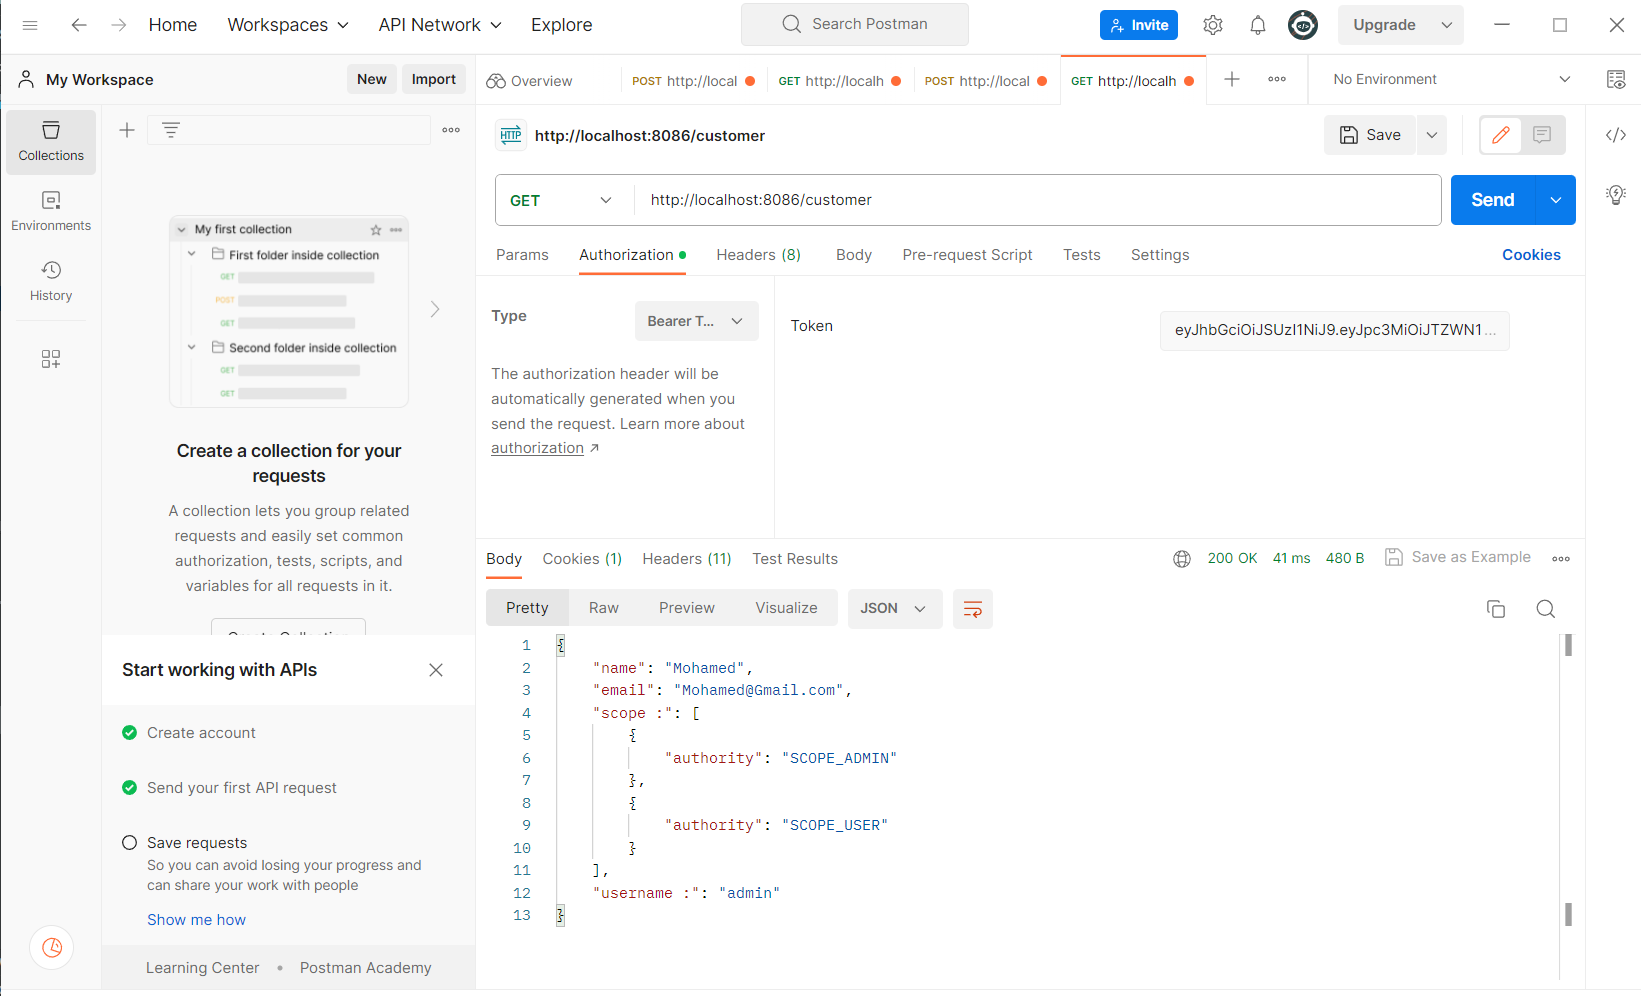 Home Workspaces API Network Explore Search Postman Invite Upgrade
My Workspace New Import Overview POST http://local GET http://localh POST http://local GET http://localh No Environment
Collections
Environments
History
My first collection
First folder inside collection
GET
POST
GET
Second folder inside collection
GET
GET
Create a collection for your
requests
A collection lets you group related
requests and easily set common
authorization, tests, scripts, and
variables for all requests in it.
Start working with APIs
Create account
Send your first API request
Save requests
So you can avoid losing your progress and
can share your work with people
Show me how
Learning Center • Postman Academy
HTTP http://localhost:8086/customer Save
GET http://localhost:8086/customer Send
Params Authorization Headers (8) Body Pre-request Script Tests Settings Cookies
Type Bearer T... Token eyJhbGciOiJSUzI1NiJ9.eyJpc3MiOiJTZWN1...
The authorization header will be
automatically generated when you
send the request. Learn more about
authorization ↗
Body Cookies (1) Headers (11) Test Results 200 OK 41 ms 480 B Save as Example
Pretty Raw Preview Visualize JSON
1 {
2 "name": "Mohamed",
3 "email": "Mohamed@Gmail.com",
4 "scope :": [
5 {
6 "authority": "SCOPE_ADMIN"
7 },
8 {
9 "authority": "SCOPE_USER"
10 }
11 ],
12 "username :": "admin"
13 }